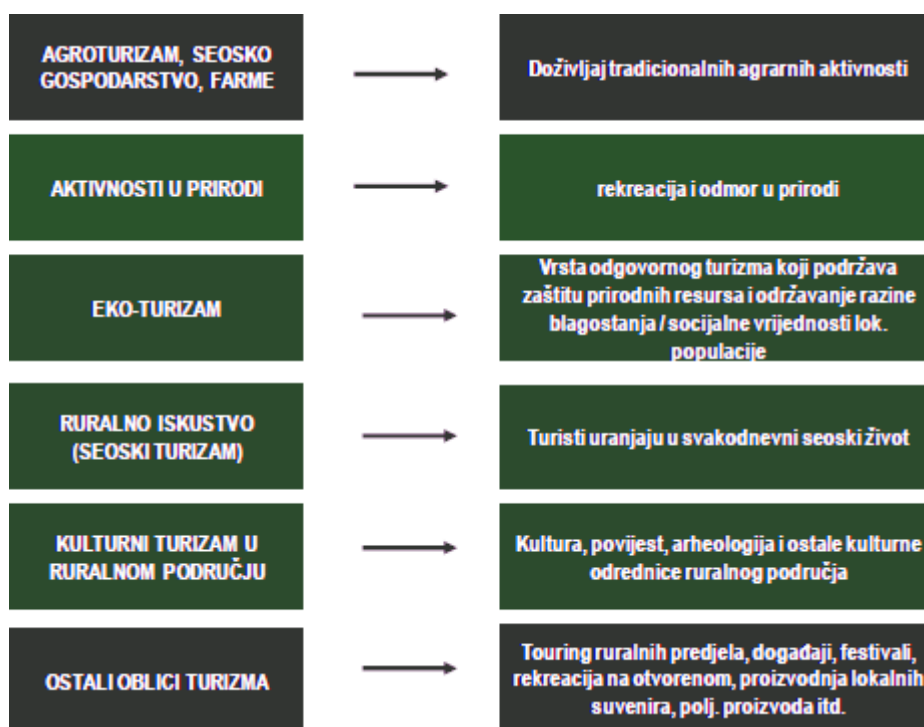 AGROTURIZAM, SEOSKO
GOSPODARSTVO, FARME
Doživljaj tradicionalnih agrarnih aktivnosti
AKTIVNOSTI U PRIRODI
rekreacija i odmor u prirodi
EKO-TURIZAM
Vrsta odgovornog turizma koji podržava
zaštitu prirodnih resursa i održavanje razine
blagostanja / socijalne vrijednosti lok.
populacije
RURALNO ISKUSTVO
(SEOSKI TURIZAM)
Turisti uranjaju u svakodnevni seoski život
KULTURNI TURIZAM U
RURALNOM PODRUČJU
Kultura, povijest, arheologija i ostale kulturne
odrednice ruralnog područja
OSTALI OBLICI TURIZMA
Touring ruralnih predjela, događaji, festivali,
rekreacija na otvorenom, proizvodnja lokalnih
suvenira, polj. proizvoda itd.